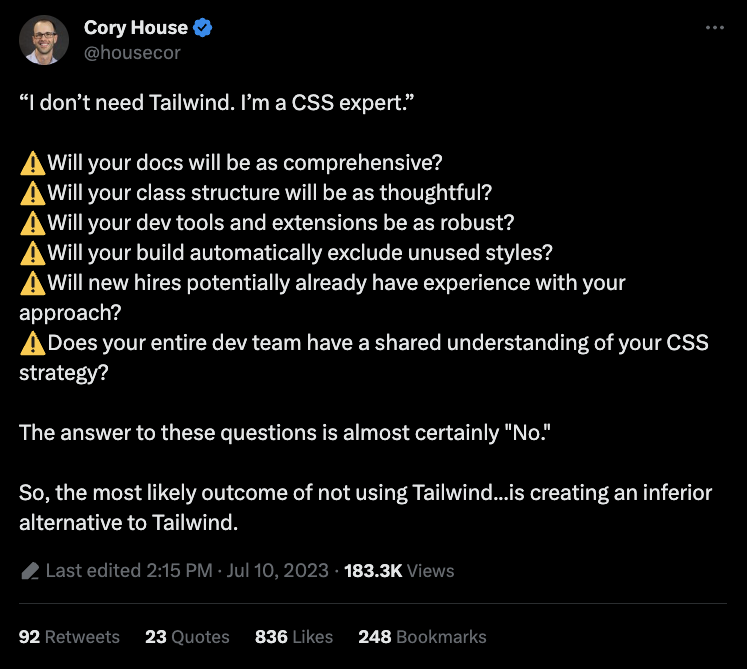 Cory House
@housecor
“I don’t need Tailwind. I’m a CSS expert.”
⚠️Will your docs will be as comprehensive?
⚠️Will your class structure will be as thoughtful?
⚠️Will your dev tools and extensions be as robust?
⚠️Will your build automatically exclude unused styles?
⚠️Will new hires potentially already have experience with your
approach?
⚠️Does your entire dev team have a shared understanding of your CSS
strategy?
The answer to these questions is almost certainly "No."
So, the most likely outcome of not using Tailwind...is creating an inferior
alternative to Tailwind.
Last edited 2:15 PM · Jul 10, 2023 · 183.3K Views
92 Retweets 23 Quotes 836 Likes 248 Bookmarks